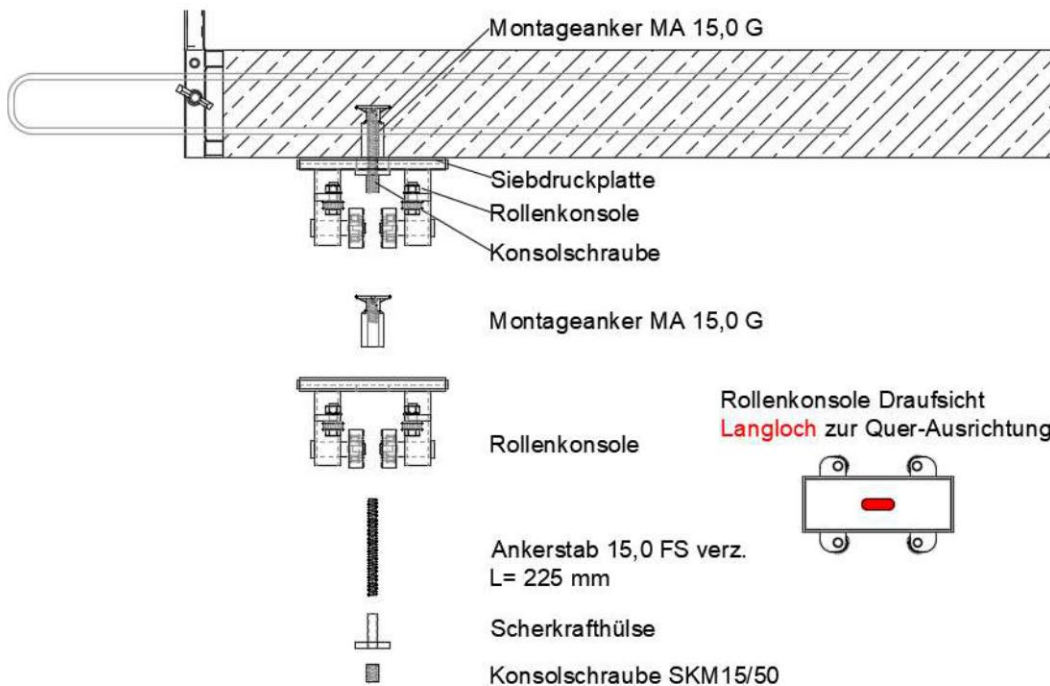 Montageanker MA 15,0 G
Siebdruckplatte
Rollenkonsole
Konsolschraube
Montageanker MA 15,0 G
Rollenkonsole Draufsicht
Langloch zur Quer-Ausrichtung
Rollenkonsole
Ankerstab 15,0 FS verz.
L= 225 mm
Scherkrafthülse
Konsolschraube SKM15/50